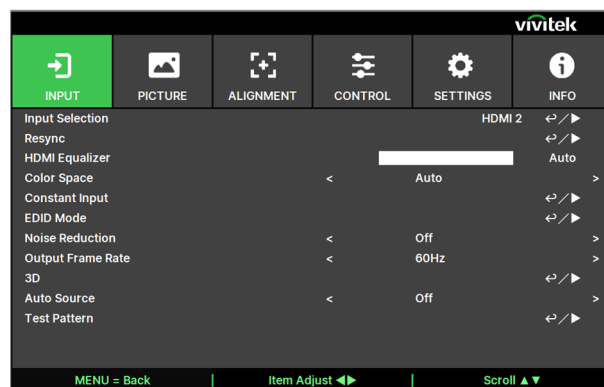 vivitek
INPUT PICTURE ALIGNMENT CONTROL SETTINGS INFO
Input Selection HDMI 2
Resync
HDMI Equalizer Auto
Color Space < Auto >
Constant Input
EDID Mode
Noise Reduction < Off >
Output Frame Rate < 60Hz >
3D
Auto Source < Off >
Test Pattern
MENU = Back | Item Adjust ◀▶ | Scroll ▲▼